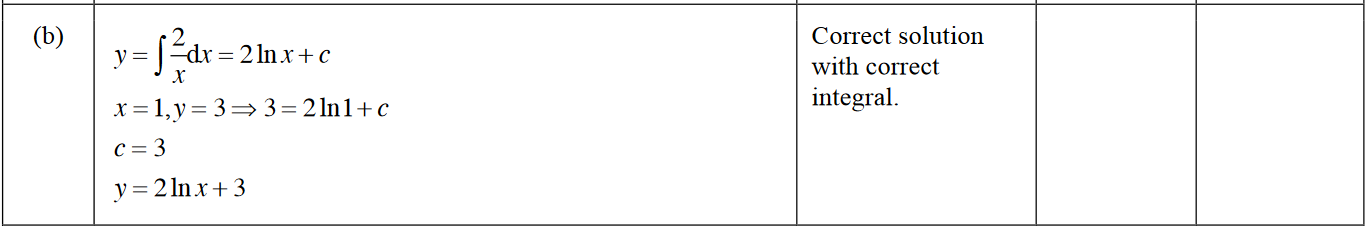 (b)
y = ∫ 2/x dx = 2 ln x + c
x = 1, y = 3 ⇒ 3 = 2 ln 1 + c
c = 3
y = 2 ln x + 3
Correct solution
with correct
integral.